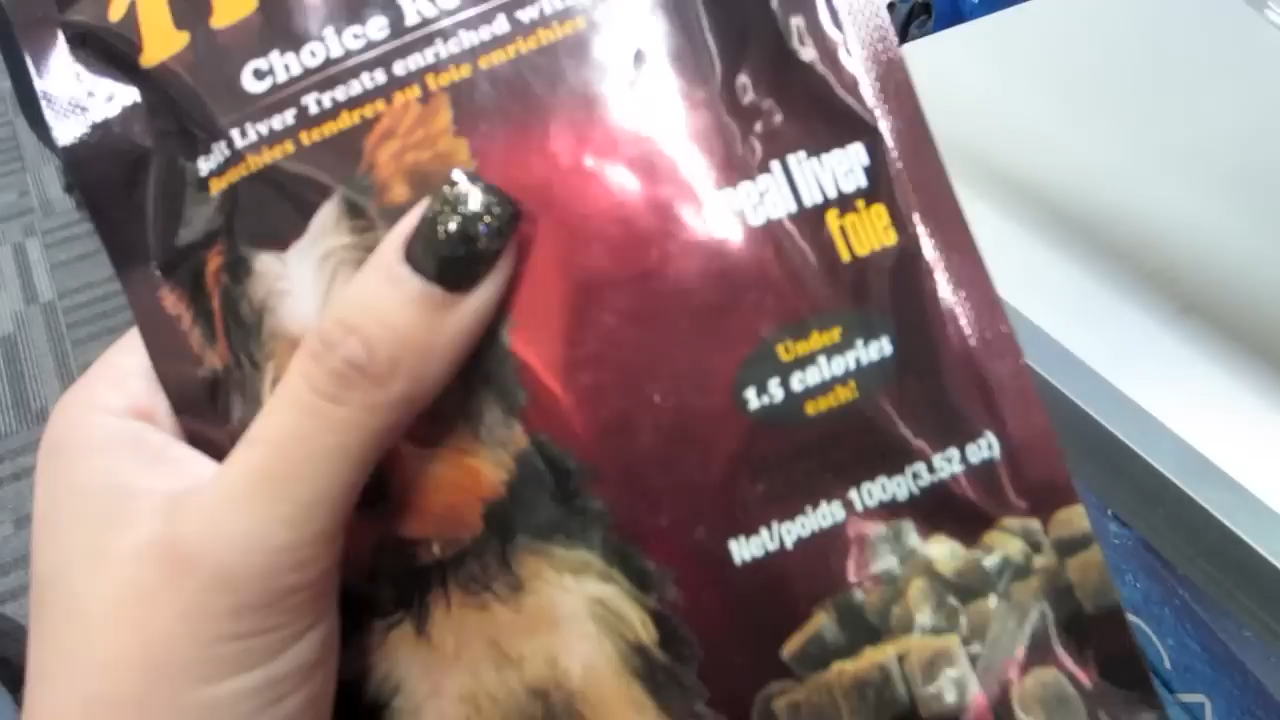 Choice
Soft Liver Treats enriched with
Bouchées tendres au foie enrichies
real liver
foie
Under
1.5 calories
each!
Net/poids 100g(3.52 oz)